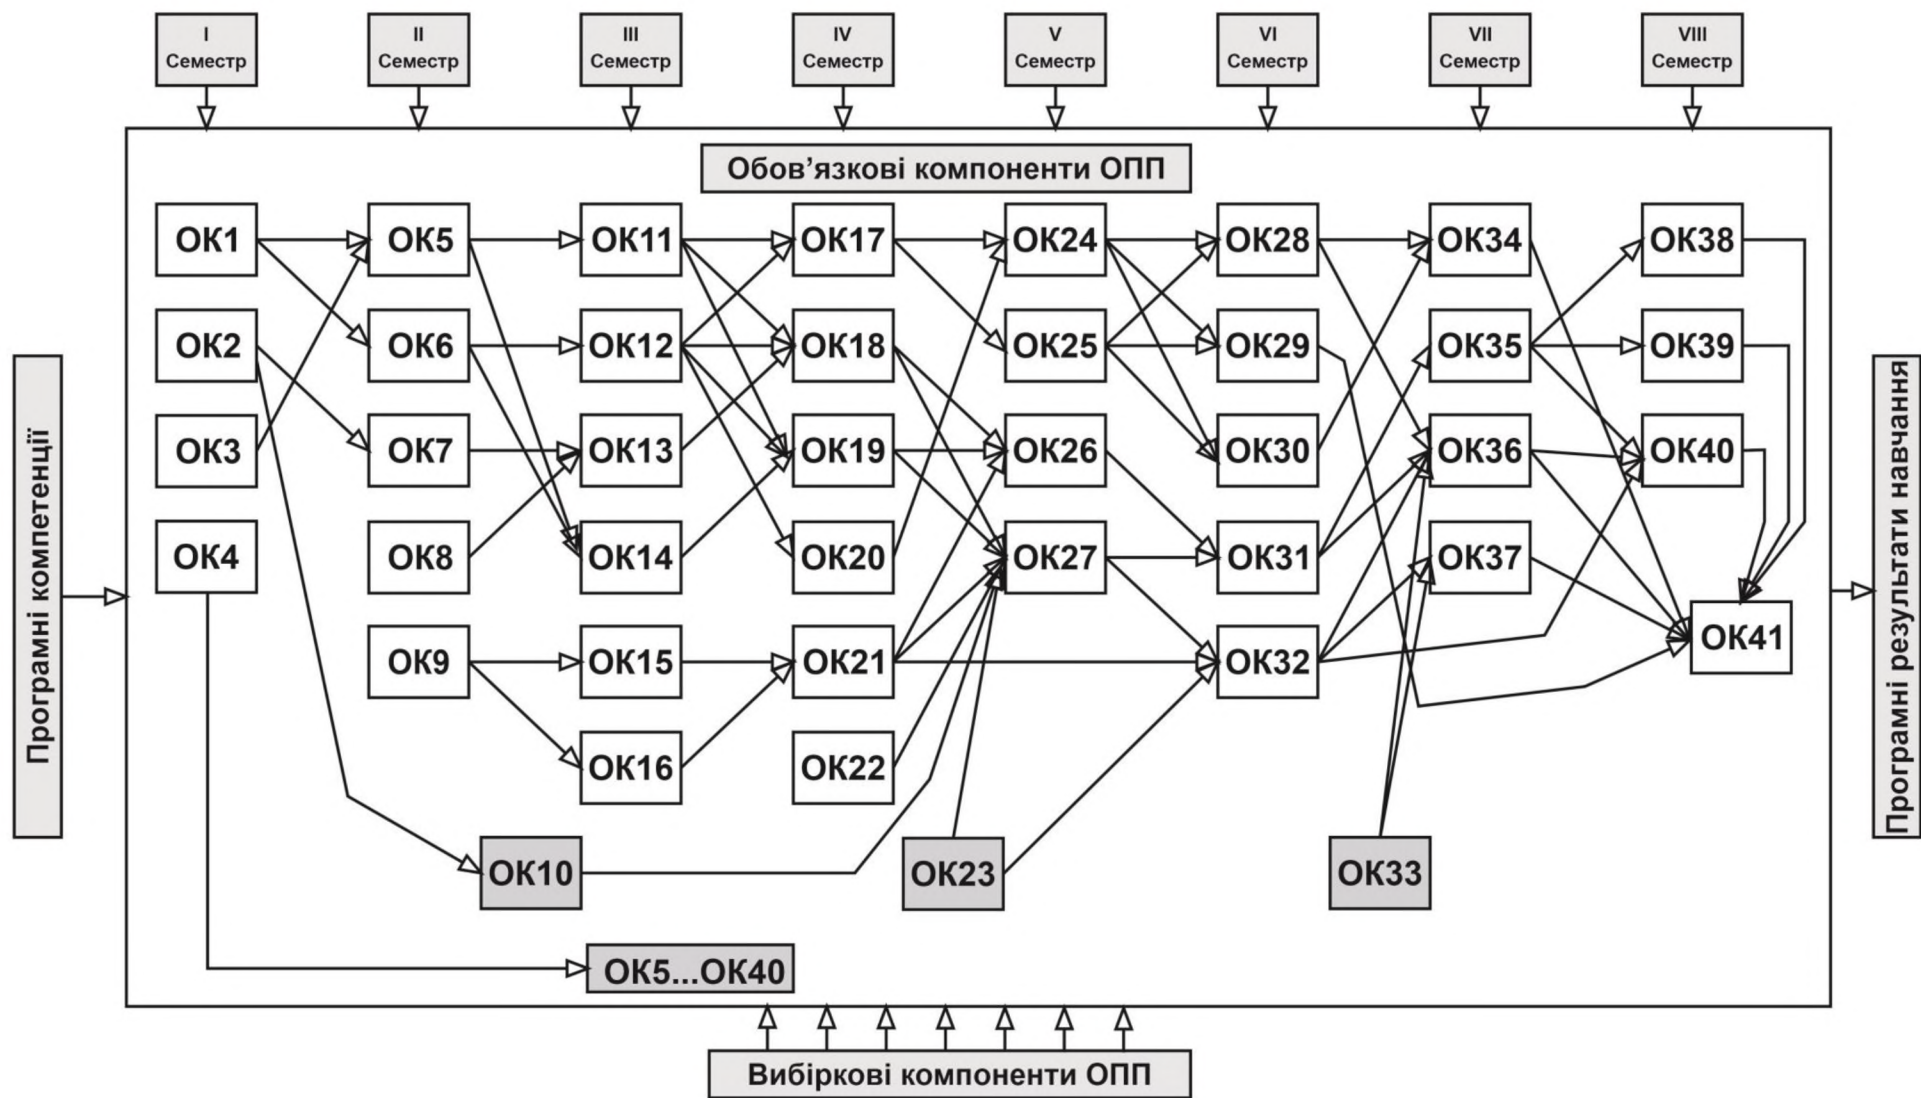 I
Семестр
II
Семестр
III
Семестр
IV
Семестр
V
Семестр
VI
Семестр
VII
Семестр
VIII
Семестр
Обов’язкові компоненти ОПП
ОК1
ОК5
ОК11
ОК17
ОК24
ОК28
ОК34
ОК38
ОК2
ОК6
ОК12
ОК18
ОК25
ОК29
ОК35
ОК39
ОК3
ОК7
ОК13
ОК19
ОК26
ОК30
ОК36
ОК40
ОК4
ОК8
ОК14
ОК20
ОК27
ОК31
ОК37
ОК41
ОК9
ОК15
ОК21
ОК32
ОК16
ОК22
ОК10
ОК23
ОК33
ОК5...ОК40
Вибіркові компоненти ОПП
Програмні компетенції
Програмні результати навчання